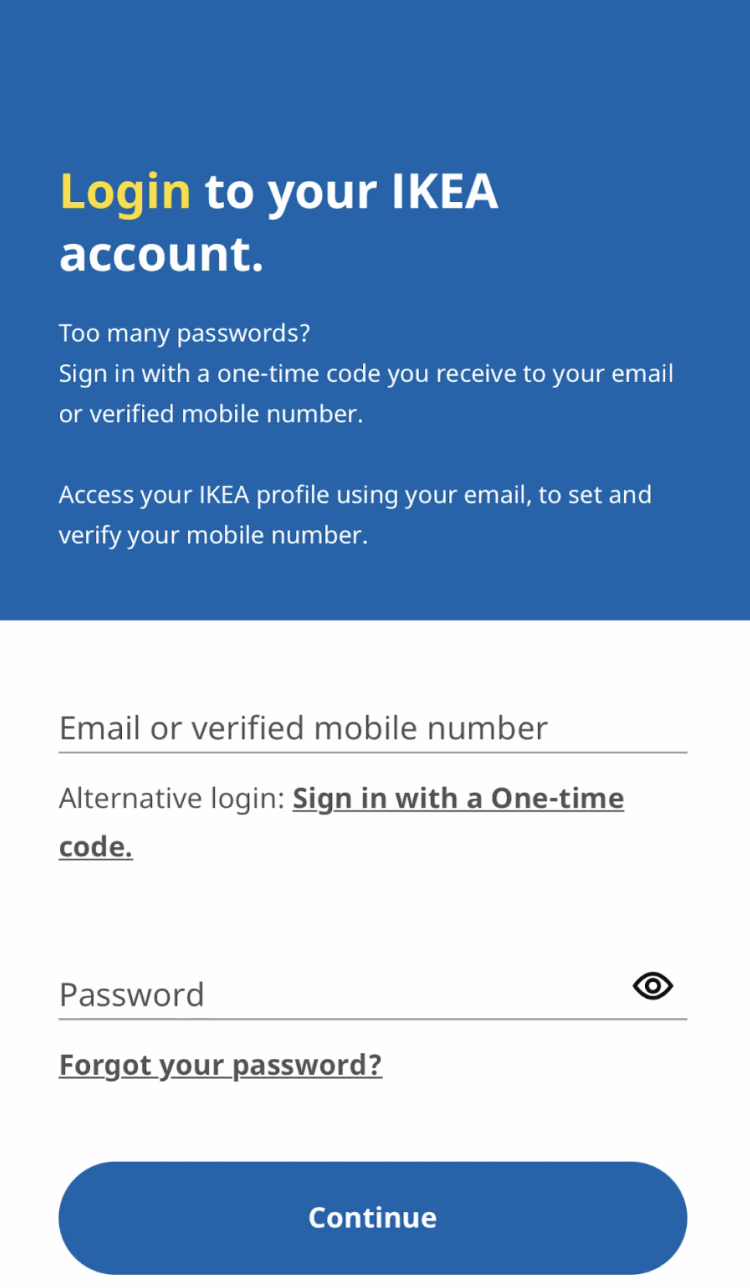 Login to your IKEA
account.
Too many passwords?
Sign in with a one-time code you receive to your email
or verified mobile number.
Access your IKEA profile using your email, to set and
verify your mobile number.
Email or verified mobile number
Alternative login: Sign in with a One-time
code.
Password
Forgot your password?
Continue